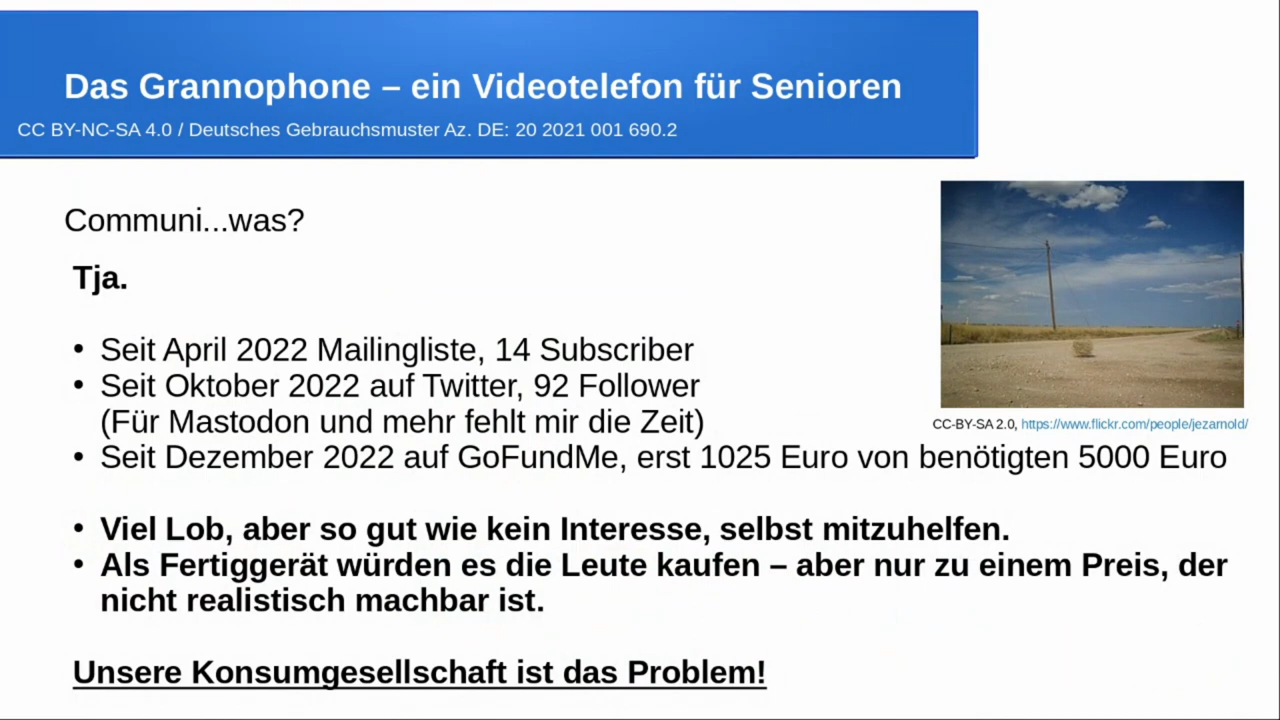 Das Grannophone – ein Videotelefon für Senioren
CC BY-NC-SA 4.0 / Deutsches Gebrauchsmuster Az. DE: 20 2021 001 690.2
Communi...was?
Tja.
• Seit April 2022 Mailingliste, 14 Subscriber
• Seit Oktober 2022 auf Twitter, 92 Follower
(Für Mastodon und mehr fehlt mir die Zeit)
CC-BY-SA 2.0, https://www.flickr.com/people/jezarnold/
• Seit Dezember 2022 auf GoFundMe, erst 1025 Euro von benötigten 5000 Euro
• Viel Lob, aber so gut wie kein Interesse, selbst mitzuhelfen.
• Als Fertiggerät würden es die Leute kaufen – aber nur zu einem Preis, der
nicht realistisch machbar ist.
Unsere Konsumgesellschaft ist das Problem!